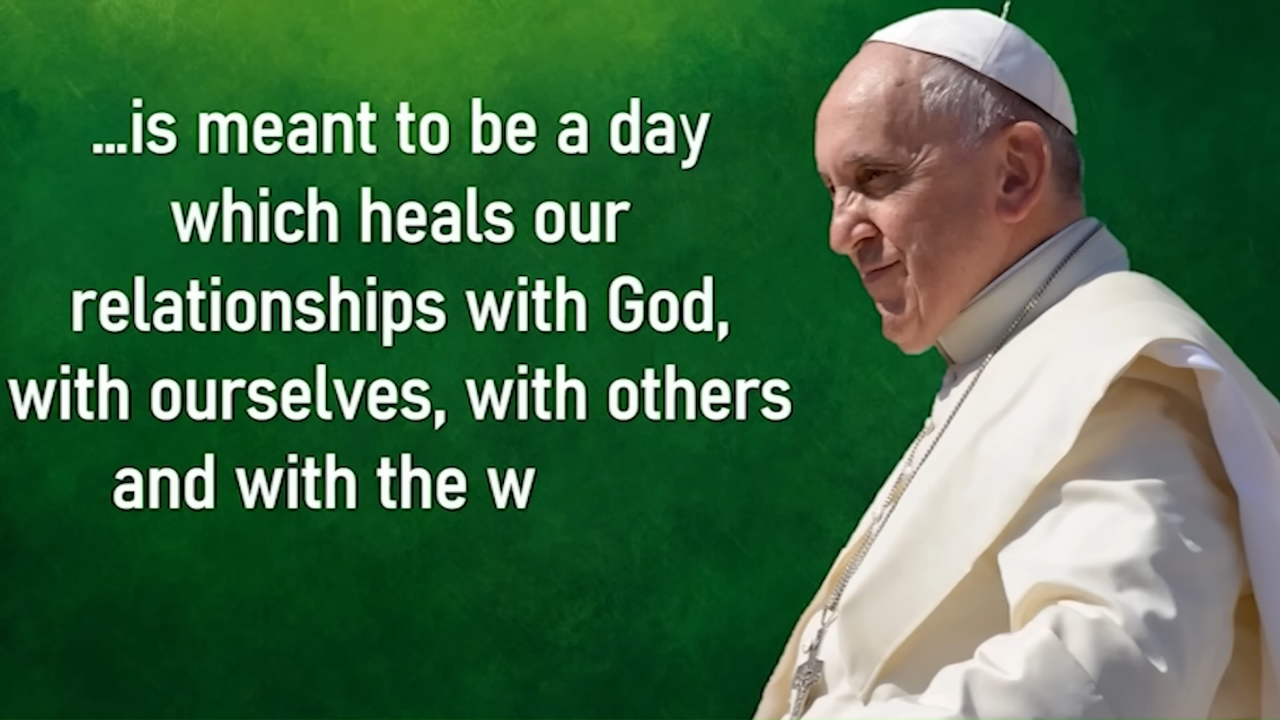 ...is meant to be a day
which heals our
relationships with God,
with ourselves, with others
and with the w